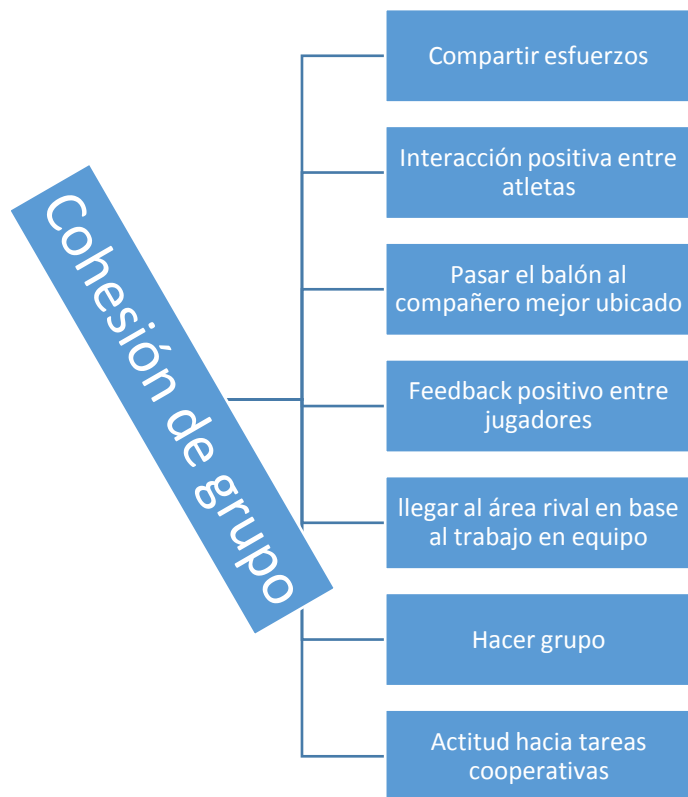 Cohesión de grupo
Compartir esfuerzos
Interacción positiva entre
atletas
Pasar el balón al
compañero mejor ubicado
Feedback positivo entre
jugadores
llegar al área rival en base
al trabajo en equipo
Hacer grupo
Actitud hacia tareas
cooperativas